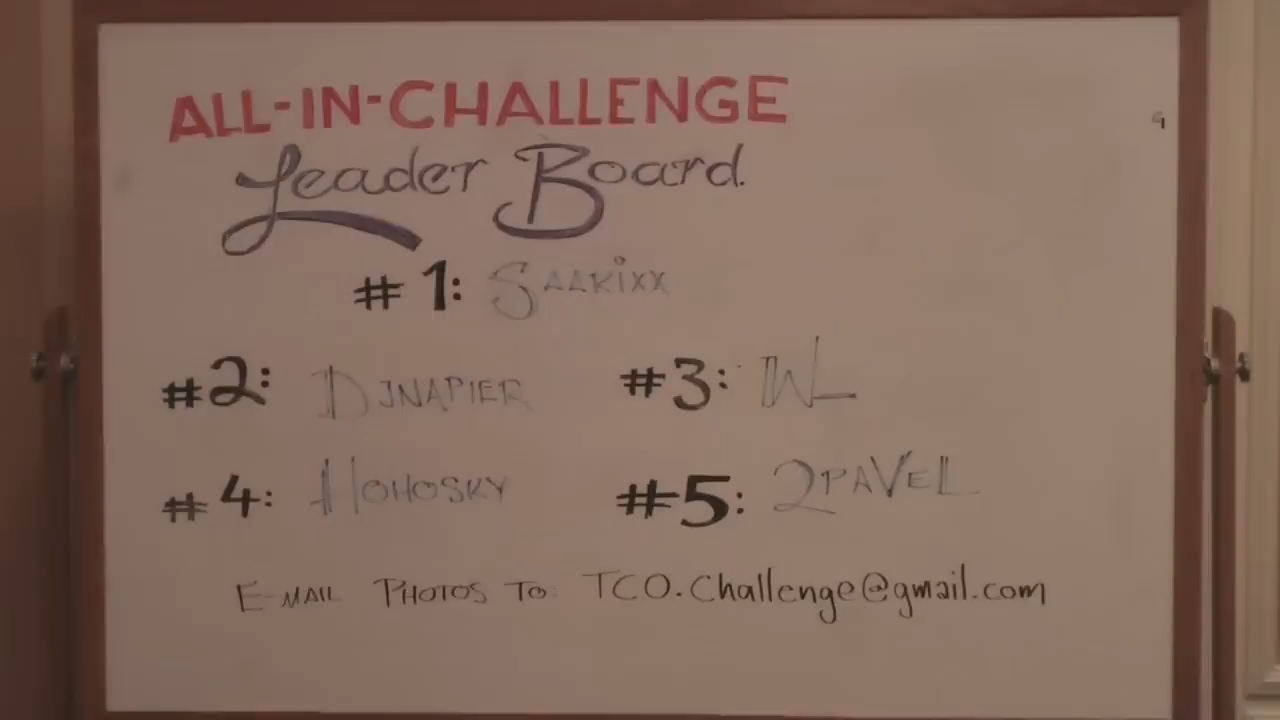 ALL-IN-CHALLENGE
Leader Board
#1: SAAKiXX
#2: DJNAPIER #3: W_
#4: HOHOSKY #5: 2PAVEL
E-MAIL PHOTOS TO: TCO.Challenge@gmail.com